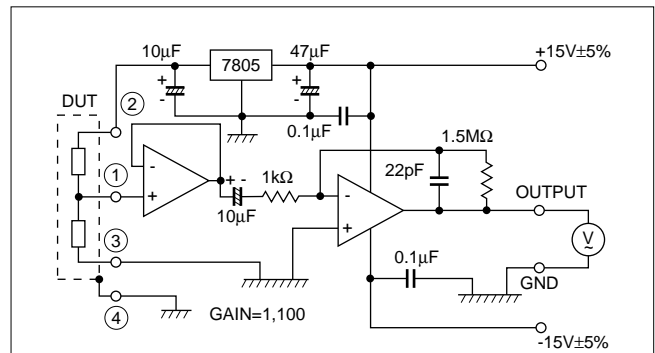 10μF
7805
47μF
+15V±5%
DUT
+
-
+
-
2
0.1μF
1.5MΩ
1
-
+
+ -
1kΩ
10μF
22pF
-
+
OUTPUT
V
~
3
0.1μF
GND
4
GAIN=1,100
-15V±5%